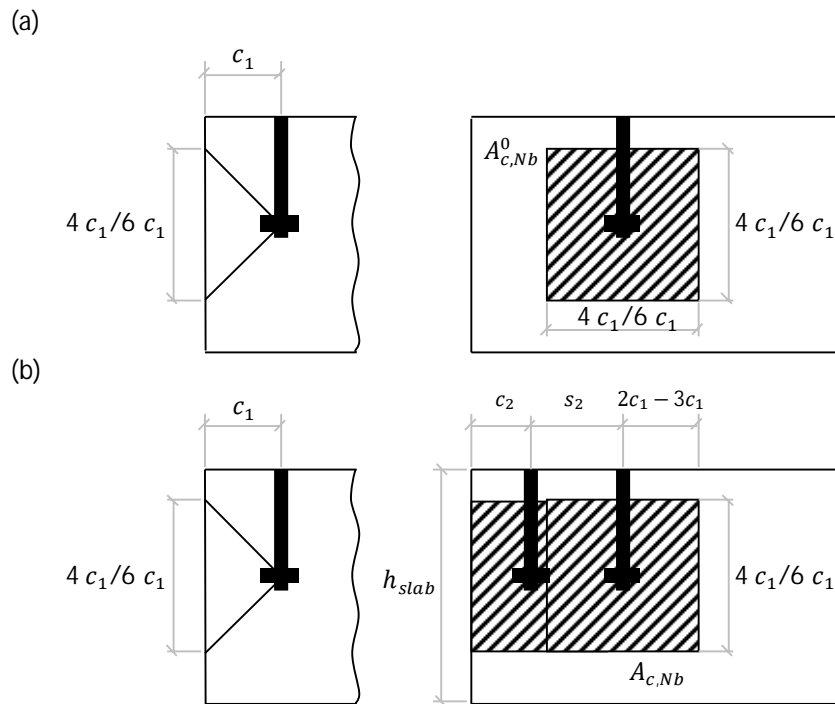 (a)
c₁
4 c₁/6 c₁
A⁰c,Nb
4 c₁/6 c₁
4 c₁/6 c₁
(b)
c₁
c₂
s₂
2c₁ − 3c₁
4 c₁/6 c₁
hslab
4 c₁/6 c₁
Ac,Nb